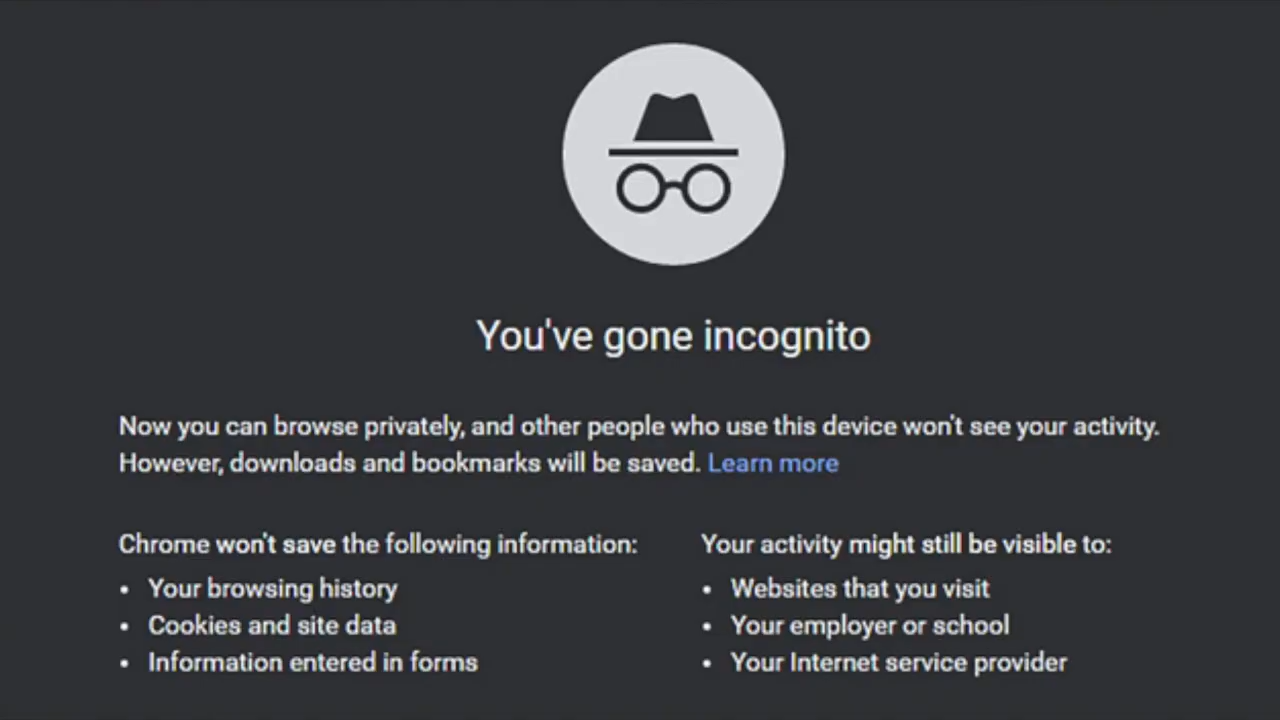 You've gone incognito
Now you can browse privately, and other people who use this device won't see your activity.
However, downloads and bookmarks will be saved. Learn more
Chrome won't save the following information:
• Your browsing history
• Cookies and site data
• Information entered in forms
Your activity might still be visible to:
• Websites that you visit
• Your employer or school
• Your Internet service provider